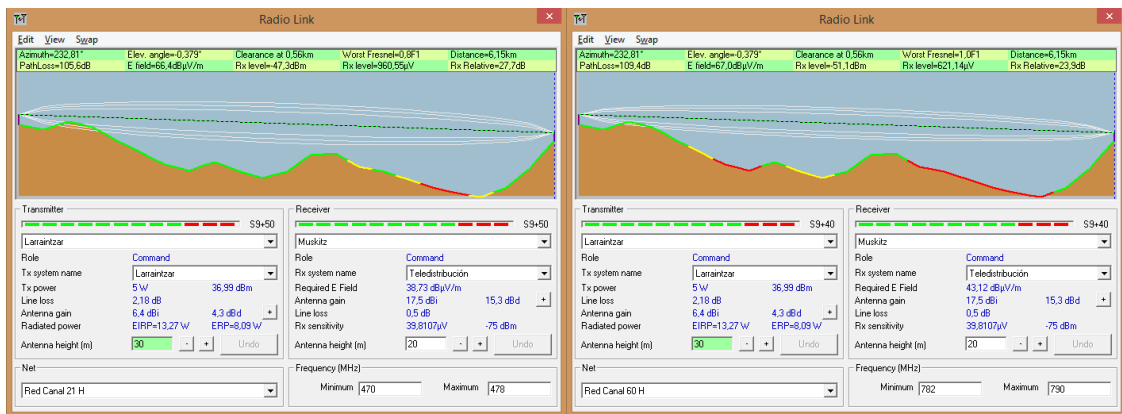 Radio Link
Edit View Swap
Azimuth=232,81° Elev. angle=-0,379° Clearance at 0,56km Worst Fresnel=0,8F1 Distance=6,15km
PathLoss=105,6dB E field=66,4dBµV/m Rx level=-47,3dBm Rx level=960,55µV Rx Relative=27,7dB
Transmitter
S9+50
Larraintzar
Role Command
Tx system name Larraintzar
Tx power 5 W 36,99 dBm
Line loss 2,18 dB
Antenna gain 6,4 dBi 4,3 dBd +
Radiated power EIRP=13,27 W ERP=8,09 W
Antenna height (m) 30 - + Undo
Receiver
S9+50
Muskitz
Role Command
Rx system name Teledistribución
Required E Field 38,73 dBµV/m
Antenna gain 17,5 dBi 15,3 dBd +
Line loss 0,5 dB
Rx sensitivity 39,8107µV -75 dBm
Antenna height (m) 20 - + Undo
Net
Red Canal 21 H
Frequency (MHz)
Minimum 470 Maximum 478
Radio Link
Edit View Swap
Azimuth=232,81° Elev. angle=-0,379° Clearance at 0,56km Worst Fresnel=1,0F1 Distance=6,15km
PathLoss=109,4dB E field=67,0dBµV/m Rx level=-51,1dBm Rx level=621,14µV Rx Relative=23,9dB
Transmitter
S9+40
Larraintzar
Role Command
Tx system name Larraintzar
Tx power 5 W 36,99 dBm
Line loss 2,18 dB
Antenna gain 6,4 dBi 4,3 dBd +
Radiated power EIRP=13,27 W ERP=8,09 W
Antenna height (m) 30 - + Undo
Receiver
S9+40
Muskitz
Role Command
Rx system name Teledistribución
Required E Field 43,12 dBµV/m
Antenna gain 17,5 dBi 15,3 dBd +
Line loss 0,5 dB
Rx sensitivity 39,8107µV -75 dBm
Antenna height (m) 20 - + Undo
Net
Red Canal 60 H
Frequency (MHz)
Minimum 782 Maximum 790